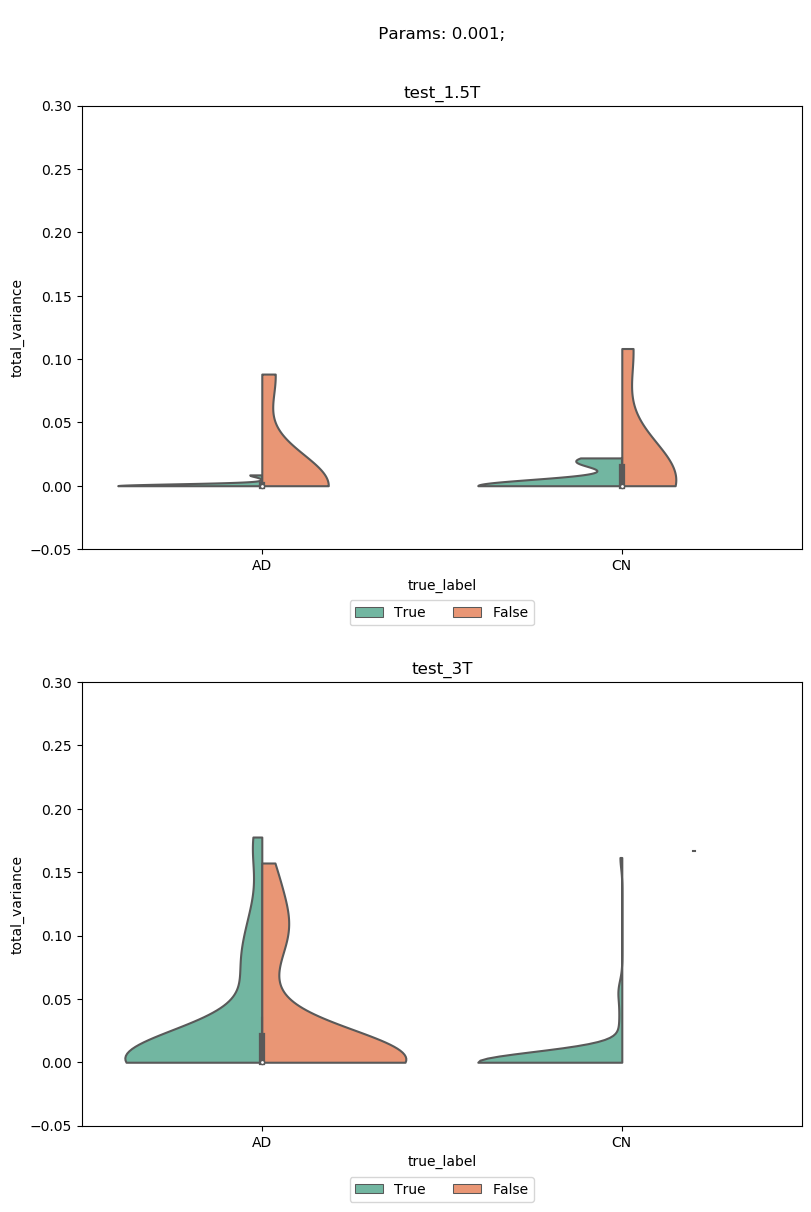 Params: 0.001;
test_1.5T
0.30
0.25
0.20
0.15
0.10
0.05
0.00
−0.05
total_variance
AD CN
true_label
True False
test_3T
0.30
0.25
0.20
0.15
0.10
0.05
0.00
−0.05
total_variance
AD CN
true_label
True False